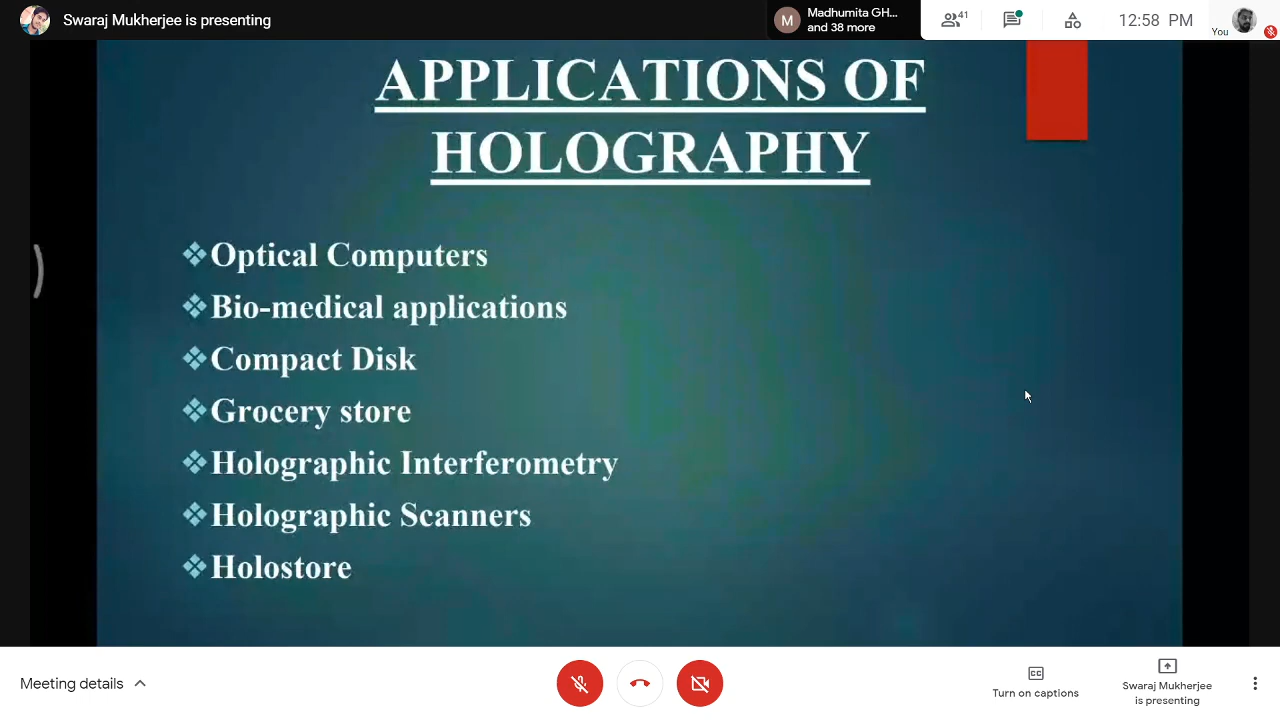 Swaraj Mukherjee is presenting
M
Madhumita GH...
and 38 more
41
12:58 PM
You
APPLICATIONS OF
HOLOGRAPHY
❖Optical Computers
❖Bio-medical applications
❖Compact Disk
❖Grocery store
❖Holographic Interferometry
❖Holographic Scanners
❖Holostore
Meeting details
CC
Turn on captions
Swaraj Mukherjee
is presenting